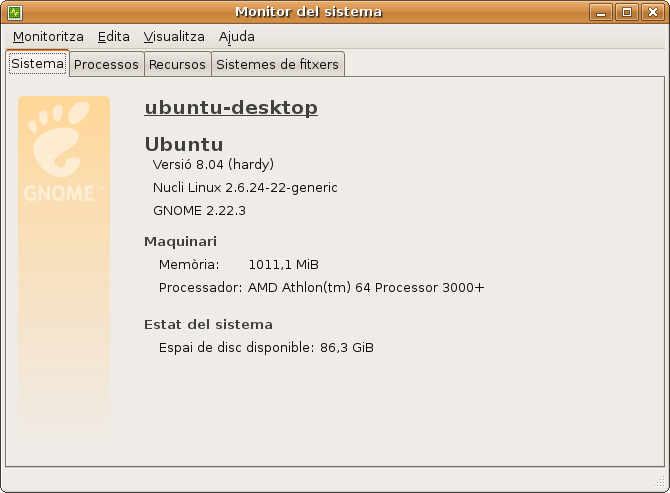 Monitor del sistema
Monitoritza Edita Visualitza Ajuda
Sistema Processos Recursos Sistemes de fitxers
ubuntu-desktop
Ubuntu
Versió 8.04 (hardy)
Nucli Linux 2.6.24-22-generic
GNOME™
GNOME 2.22.3
Maquinari
Memòria: 1011,1 MiB
Processador: AMD Athlon(tm) 64 Processor 3000+
Estat del sistema
Espai de disc disponible: 86,3 GiB